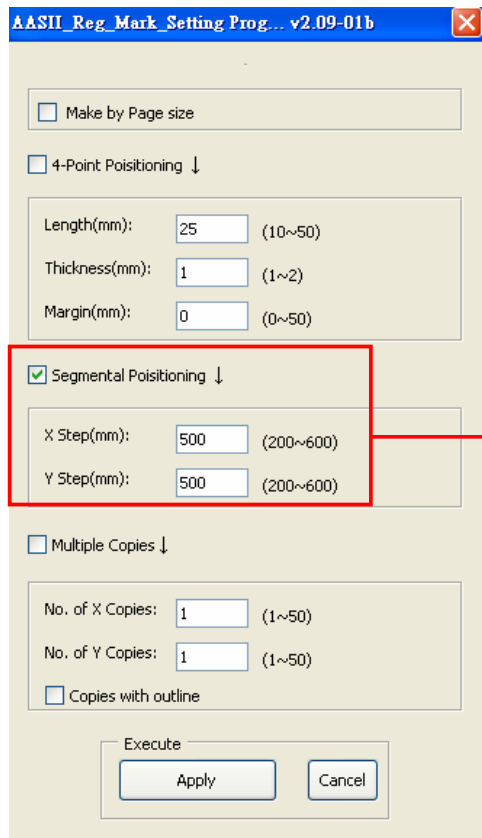 AASII_Reg_Mark_Setting Prog... v2.09-01b
Make by Page size
4-Point Poisitioning ↓
Length(mm): 25 (10~50)
Thickness(mm): 1 (1~2)
Margin(mm): 0 (0~50)
Segmental Poisitioning ↓
X Step(mm): 500 (200~600)
Y Step(mm): 500 (200~600)
Multiple Copies ↓
No. of X Copies: 1 (1~50)
No. of Y Copies: 1 (1~50)
Copies with outline
Execute
Apply Cancel